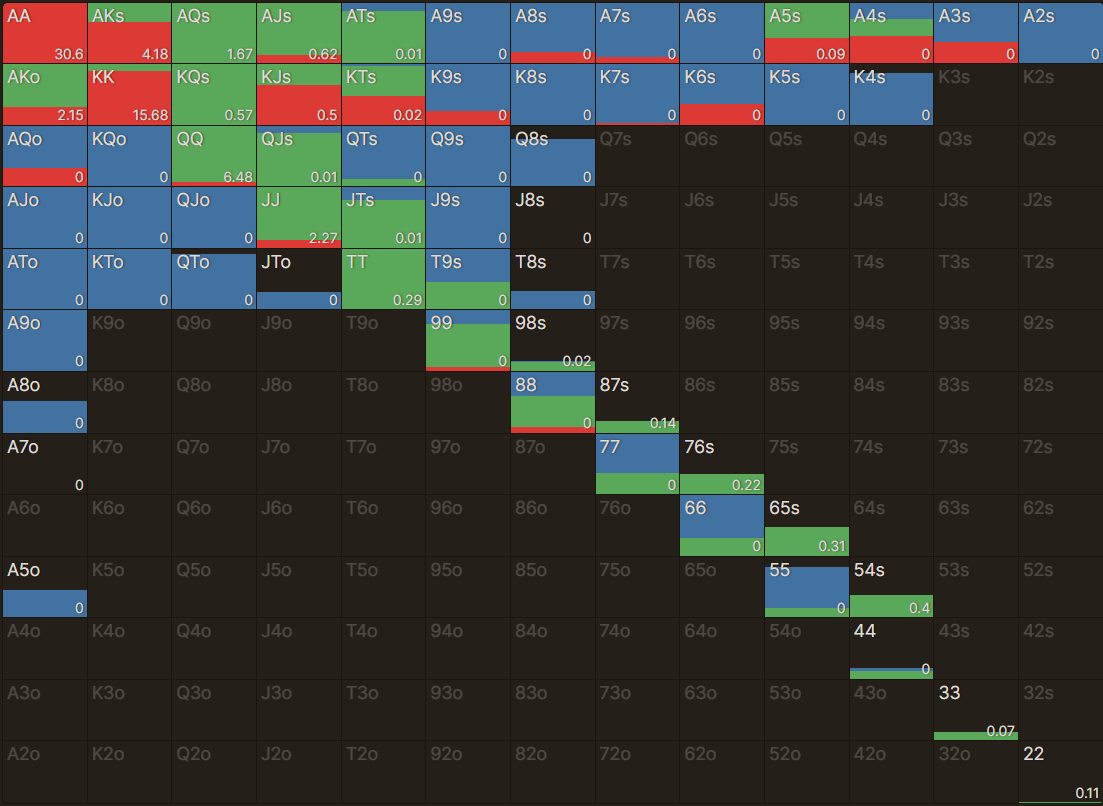 AA AKs AQs AJs ATs A9s A8s A7s A6s A5s A4s A3s A2s
30.6 4.18 1.67 0.62 0.01 0 0 0 0 0.09 0 0 0
AKo KK KQs KJs KTs K9s K8s K7s K6s K5s K4s K3s K2s
2.15 15.68 0.57 0.5 0.02 0 0 0 0 0 0
AQo KQo QQ QJs QTs Q9s Q8s Q7s Q6s Q5s Q4s Q3s Q2s
0 0 6.48 0.01 0 0 0
AJo KJo QJo JJ JTs J9s J8s J7s J6s J5s J4s J3s J2s
0 0 0 2.27 0.01 0 0
ATo KTo QTo JTo TT T9s T8s T7s T6s T5s T4s T3s T2s
0 0 0 0 0.29 0 0
A9o K9o Q9o J9o T9o 99 98s 97s 96s 95s 94s 93s 92s
0 0 0.02
A8o K8o Q8o J8o T8o 98o 88 87s 86s 85s 84s 83s 82s
0 0 0.14
A7o K7o Q7o J7o T7o 97o 87o 77 76s 75s 74s 73s 72s
0 0 0.22
A6o K6o Q6o J6o T6o 96o 86o 76o 66 65s 64s 63s 62s
0 0.31
A5o K5o Q5o J5o T5o 95o 85o 75o 65o 55 54s 53s 52s
0 0 0.4
A4o K4o Q4o J4o T4o 94o 84o 74o 64o 54o 44 43s 42s
0
A3o K3o Q3o J3o T3o 93o 83o 73o 63o 53o 43o 33 32s
0.07
A2o K2o Q2o J2o T2o 92o 82o 72o 62o 52o 42o 32o 22
0.11